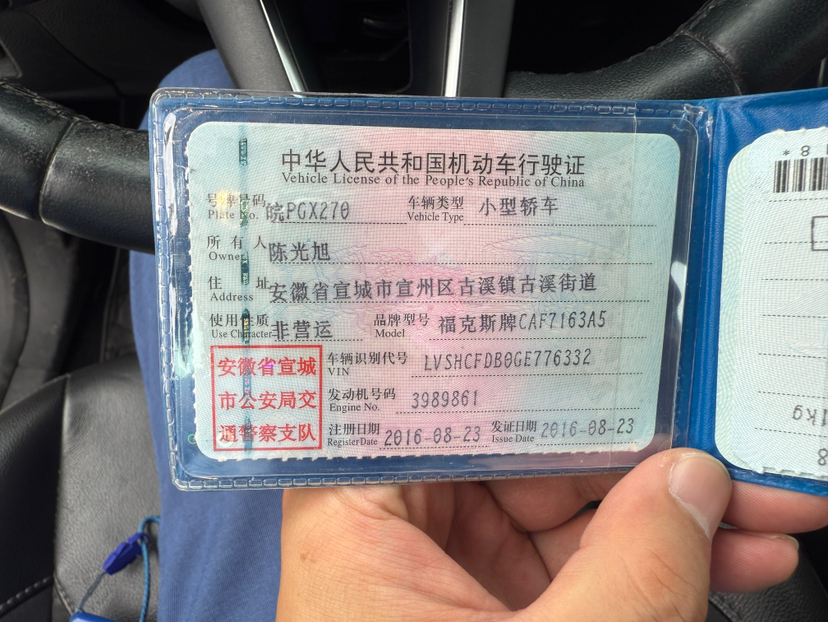 中华人民共和国机动车行驶证
Vehicle License of the People's Republic of China
号牌号码 皖PGX270 车辆类型 小型轿车
Plate No. Vehicle Type
所有人 陈光旭
Owner
住址 安徽省宣城市宣州区古溪镇古溪街道
Address
使用性质 非营运 品牌型号 福克斯牌CAF7163A5
Use Character Model
安徽省宣城 车辆识别代号 LVSHCFDB0GE776332
VIN
市公安局交 发动机号码 3989861
Engine No.
通警察支队 注册日期 2016-08-23 发证日期 2016-08-23
Register Date Issue Date